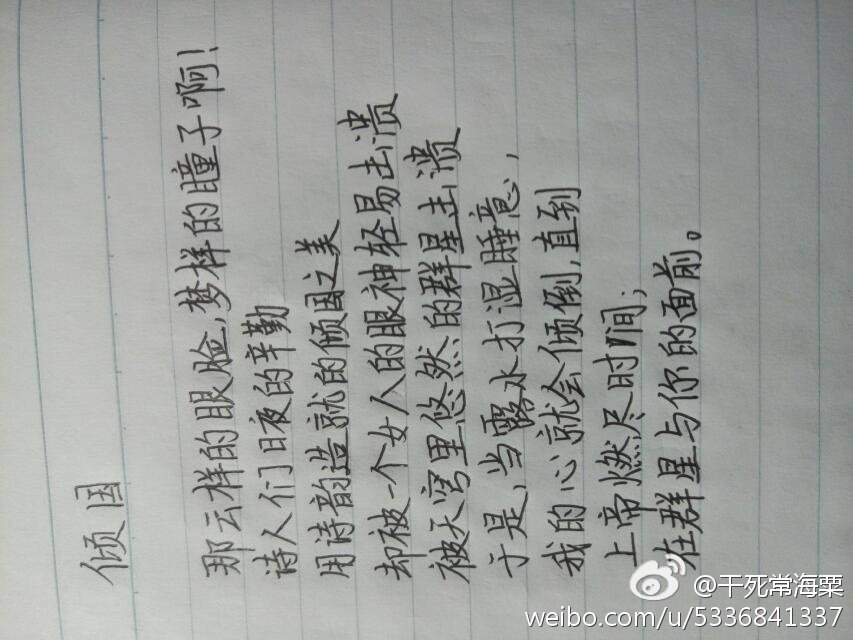 倾国
那云样的眼脸,梦样的瞳子啊!
诗人们日夜的辛勤
用诗韵造就的倾国之美
却被一个女人的眼神轻易击溃
被天穹里悠然的群星击溃
于是,当露水打湿睡意,
我的心就会倾倒,直到
上帝燃尽时间;
在群星与你的面前。
@干死常海粟
weibo.com/u/5336841337